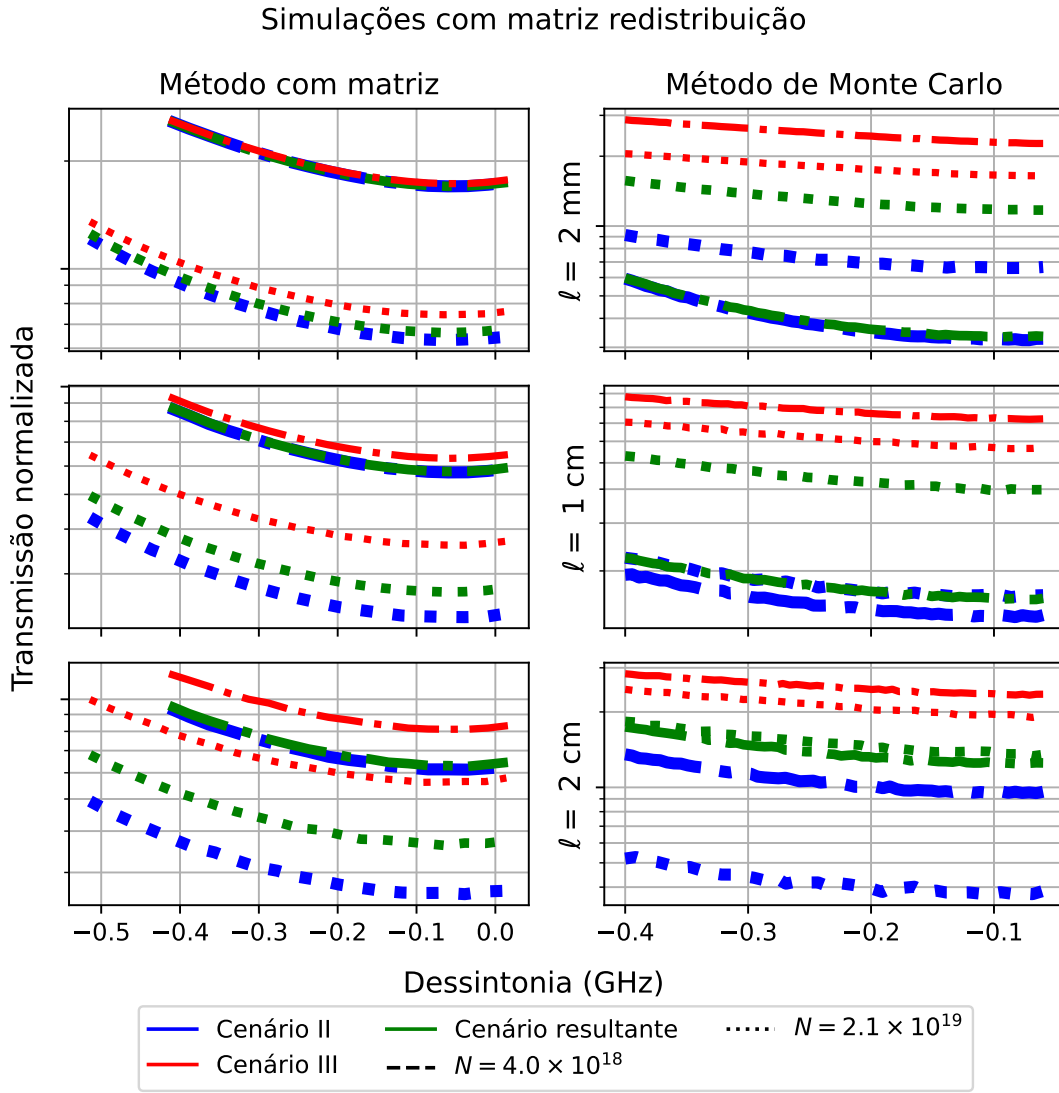 Simulações com matriz redistribuição
Método com matriz
Método de Monte Carlo
Transmissão normalizada
ℓ = 2 mm
ℓ = 1 cm
ℓ = 2 cm
−0.5 −0.4 −0.3 −0.2 −0.1 0.0
−0.4 −0.3 −0.2 −0.1
Dessintonia (GHz)
Cenário II
Cenário III
Cenário resultante
N = 4.0 × 10¹⁸
N = 2.1 × 10¹⁹